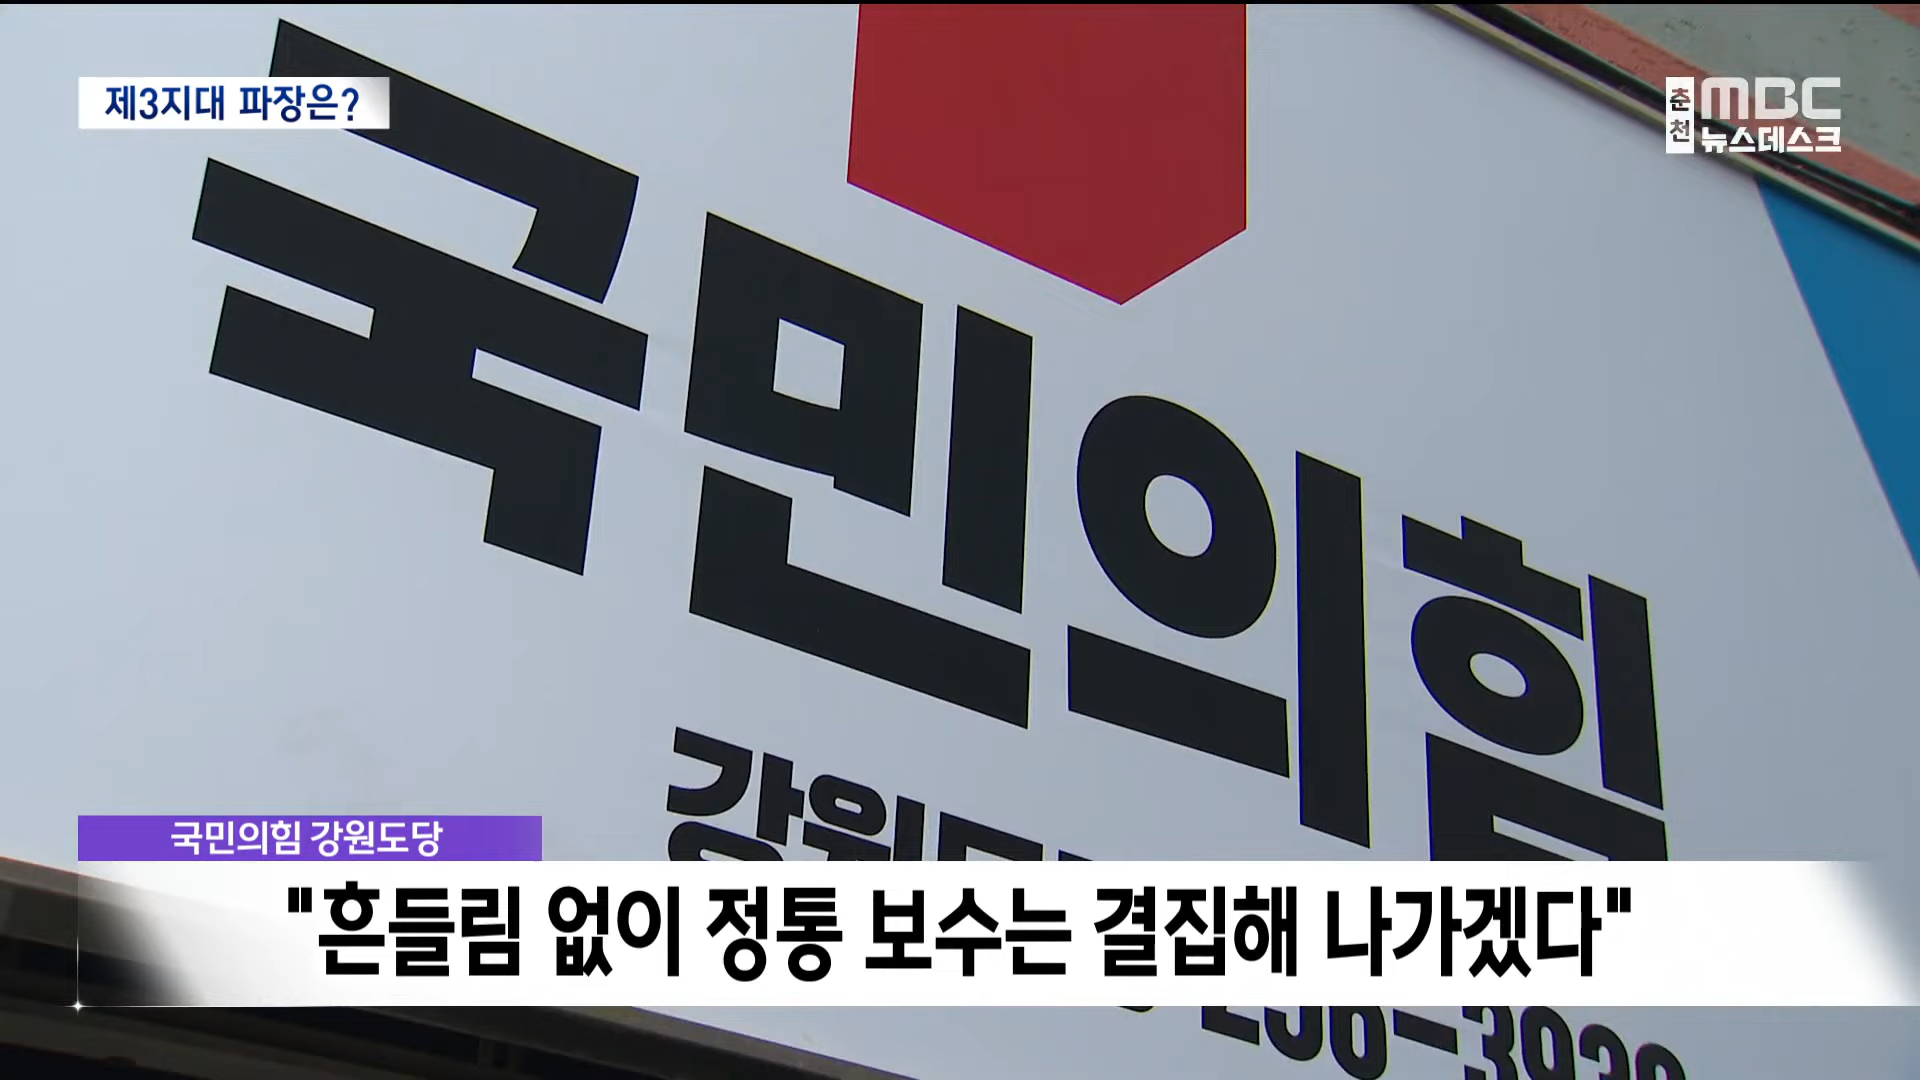 제3지대 파장은?
춘천 MBC
뉴스데스크
국민의힘
국민의힘 강원도당
"흔들림 없이 정통 보수는 결집해 나가겠다"